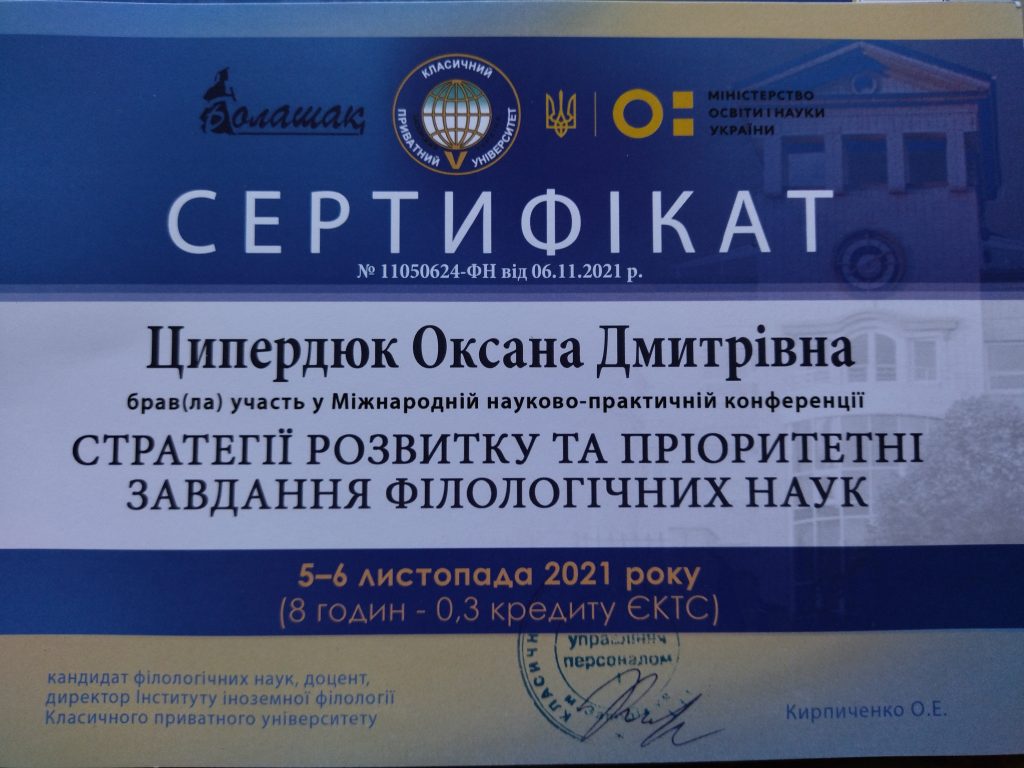 Болашақ
КЛАСИЧНИЙ
ПРИВАТНИЙ УНІВЕРСИТЕТ
МІНІСТЕРСТВО
ОСВІТИ І НАУКИ
УКРАЇНИ
СЕРТИФІКАТ
№ 11050624-ФН від 06.11.2021 р.
Ципердюк Оксана Дмитрівна
брав(ла) участь у Міжнародній науково-практичній конференції
СТРАТЕГІЇ РОЗВИТКУ ТА ПРІОРИТЕТНІ
ЗАВДАННЯ ФІЛОЛОГІЧНИХ НАУК
5–6 листопада 2021 року
(8 годин - 0,3 кредиту ЄКТС)
управління
персоналом
кандидат філологічних наук, доцент,
директор Інституту іноземної філології
Класичного приватного університету
Кирпиченко О.Е.